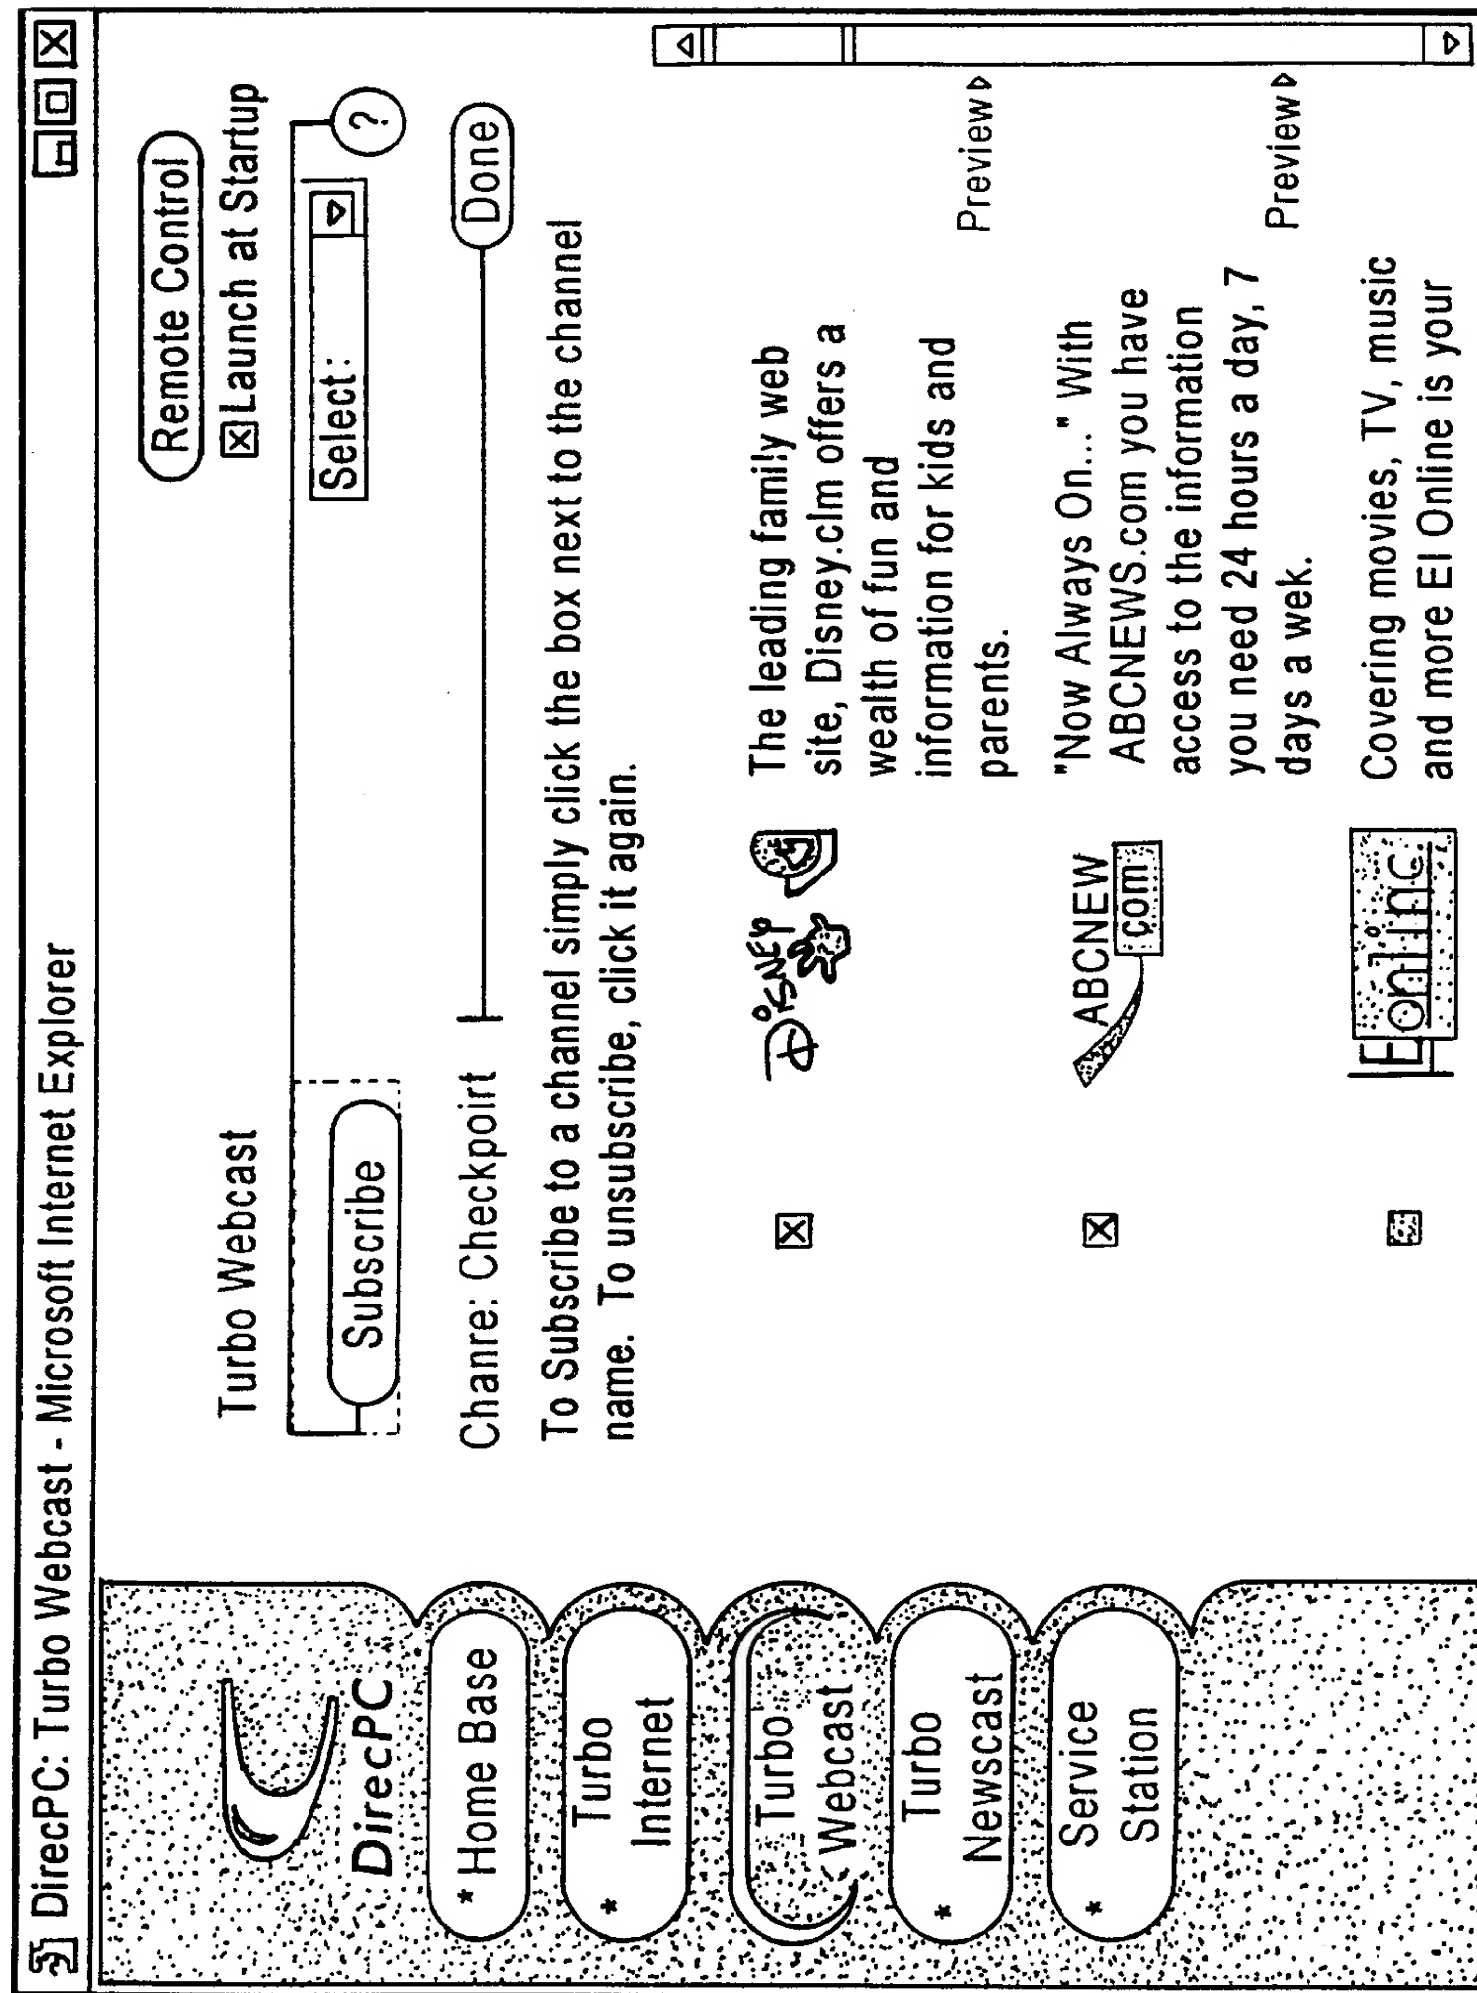 DirecPC: Turbo Webcast - Microsoft Internet Explorer
Remote Control
Turbo Webcast
Launch at Startup
Subscribe
Select:
?
Chanre: Checkpoirt
Done
To Subscribe to a channel simply click the box next to the channel
name. To unsubscribe, click it again.
DirecPC
* Home Base
* Turbo
Internet
Turbo
Webcast
* Turbo
Newscast
* Service
Station
DiSNEY
The leading family web
site, Disney.clm offers a
wealth of fun and
information for kids and
parents.
Preview
ABCNEW
com
"Now Always On..." With
ABCNEWS.com you have
access to the information
you need 24 hours a day, 7
days a wek.
Preview
E onlinc
Covering movies, TV, music
and more EI Online is your